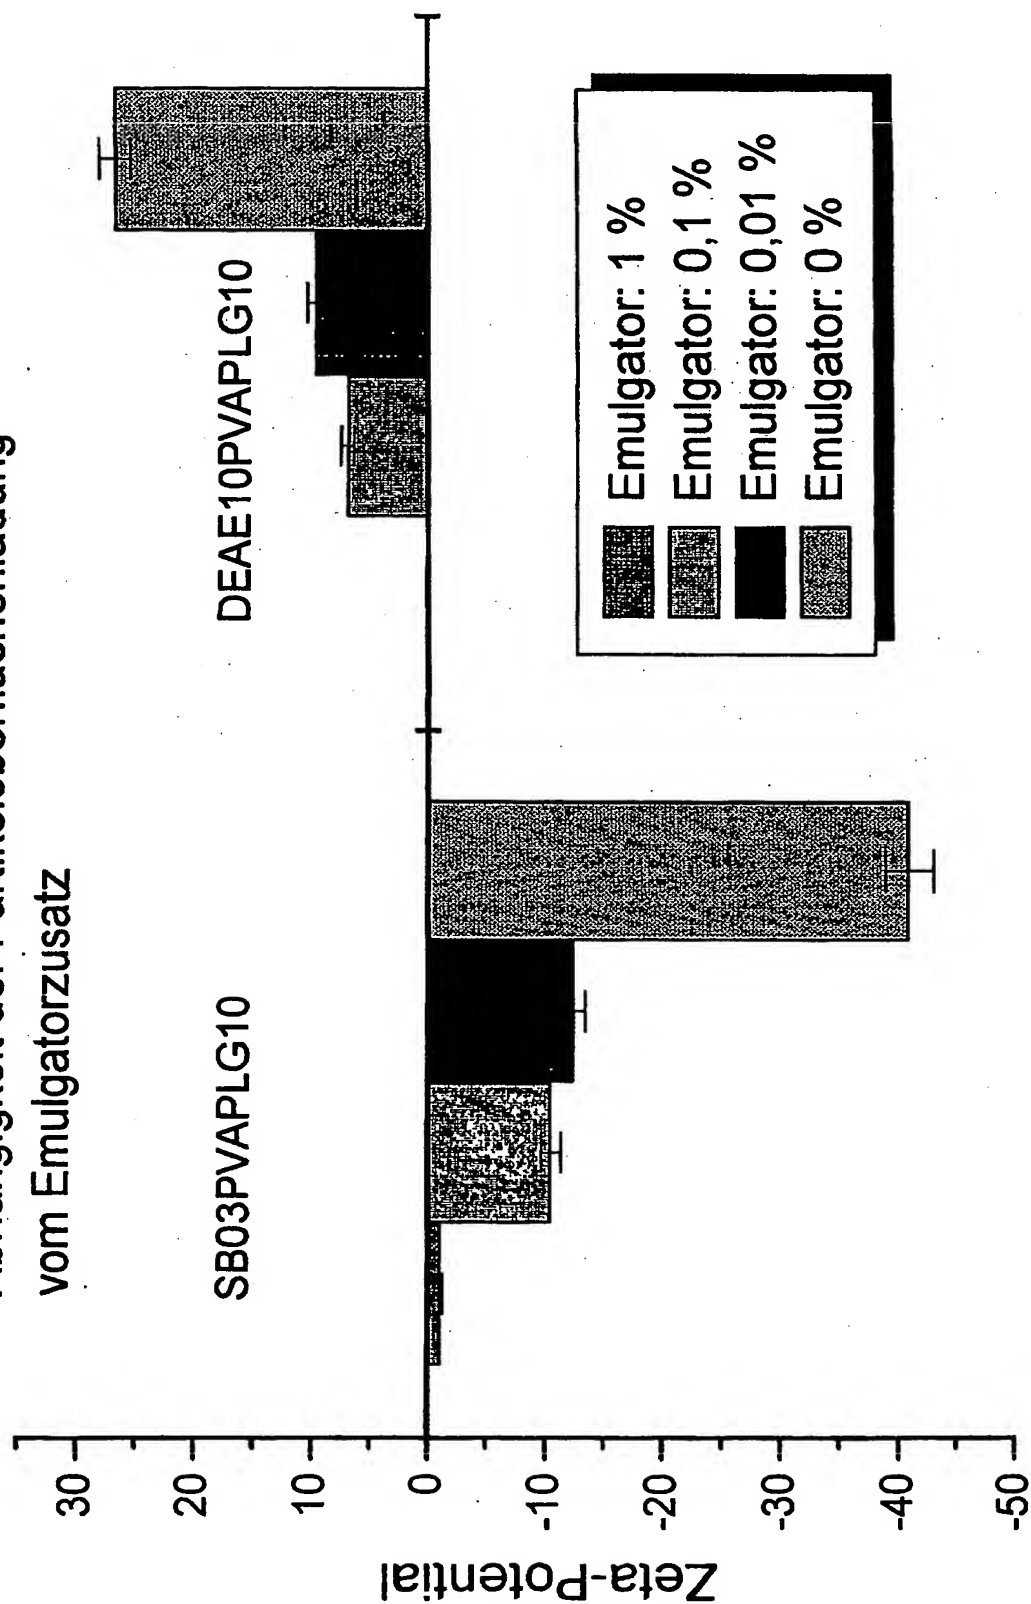 vom Emulgatorzusatz
SB03PVAPLG10
DEAE10PVAPLG10
Zeta-Potential
30
20
10
0
-10
-20
-30
-40
-50
Emulgator: 1 %
Emulgator: 0,1 %
Emulgator: 0,01 %
Emulgator: 0 %